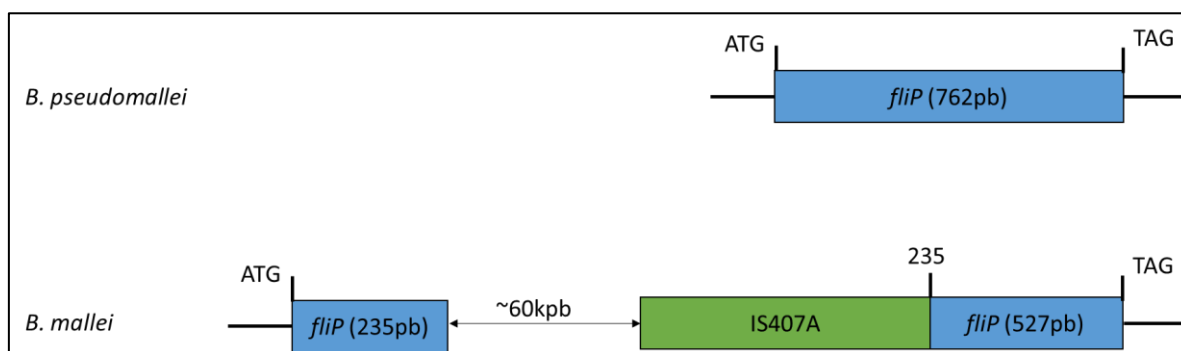 ATG TAG
B. pseudomallei fliP (762pb)
235
ATG TAG
B. mallei fliP (235pb) ~60kpb IS407A fliP (527pb)